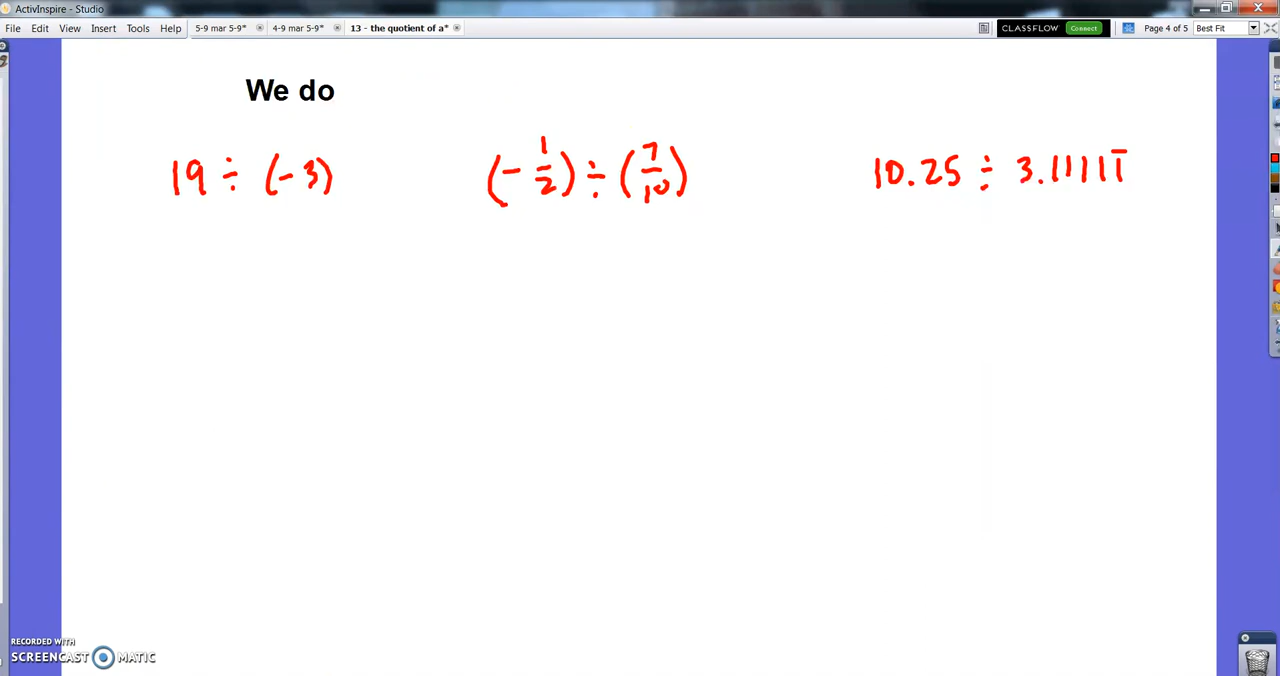 ActivInspire - Studio
File Edit View Insert Tools Help 5-9 mar 5-9* 4-9 mar 5-9* 13 - the quotient of a* CLASSFLOW Connect Page 4 of 5 Best Fit
We do
19 ÷ (-3) (-1/2) ÷ (7/10) 10.25 ÷ 3.11111̅
RECORDED WITH
SCREENCAST MATIC